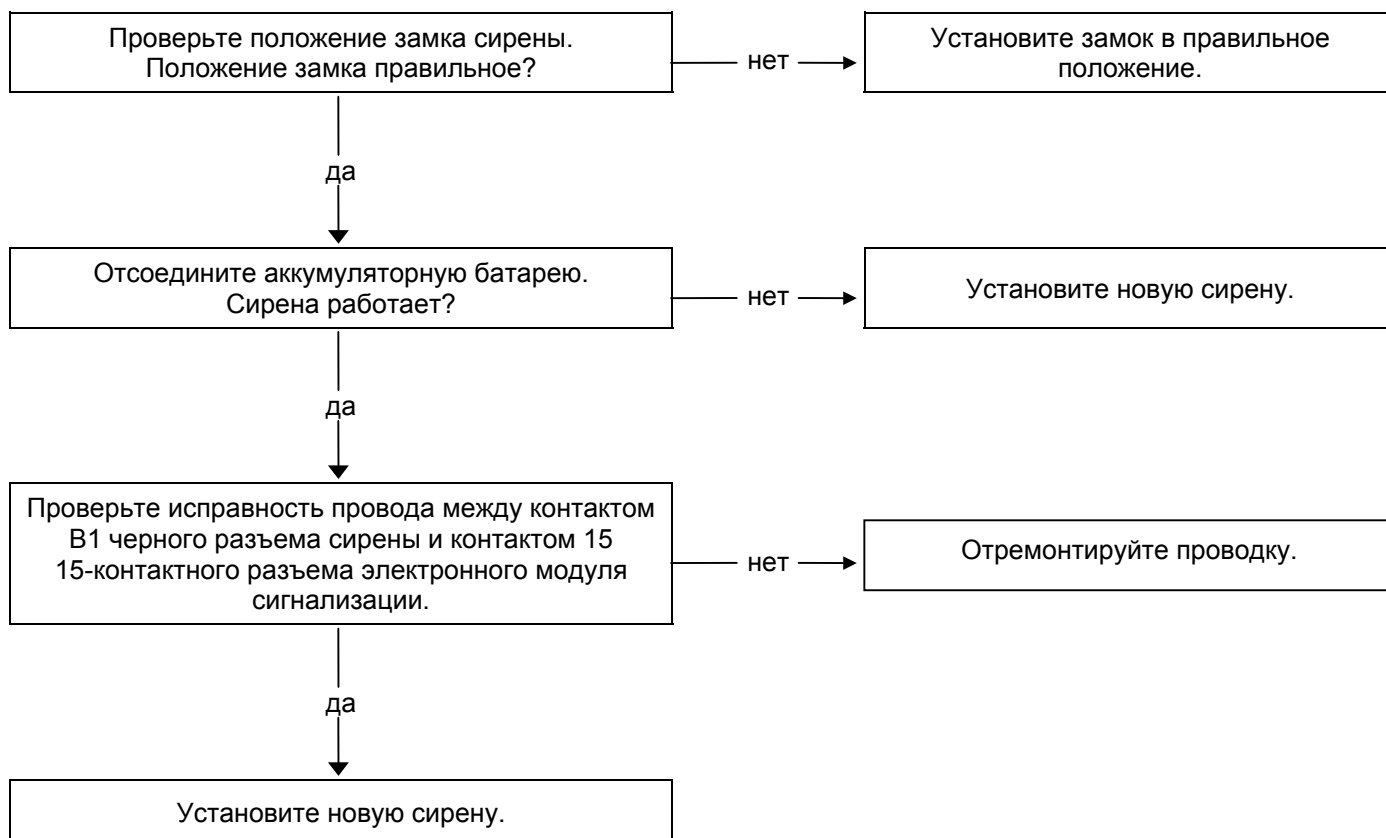 Проверьте положение замка сирены.
Положение замка правильное?
нет
Установите замок в правильное
положение.
да
Отсоедините аккумуляторную батарею.
Сирена работает?
нет
Установите новую сирену.
да
Проверьте исправность провода между контактом
B1 черного разъема сирены и контактом 15
15-контактного разъема электронного модуля
сигнализации.
нет
Отремонтируйте проводку.
да
Установите новую сирену.